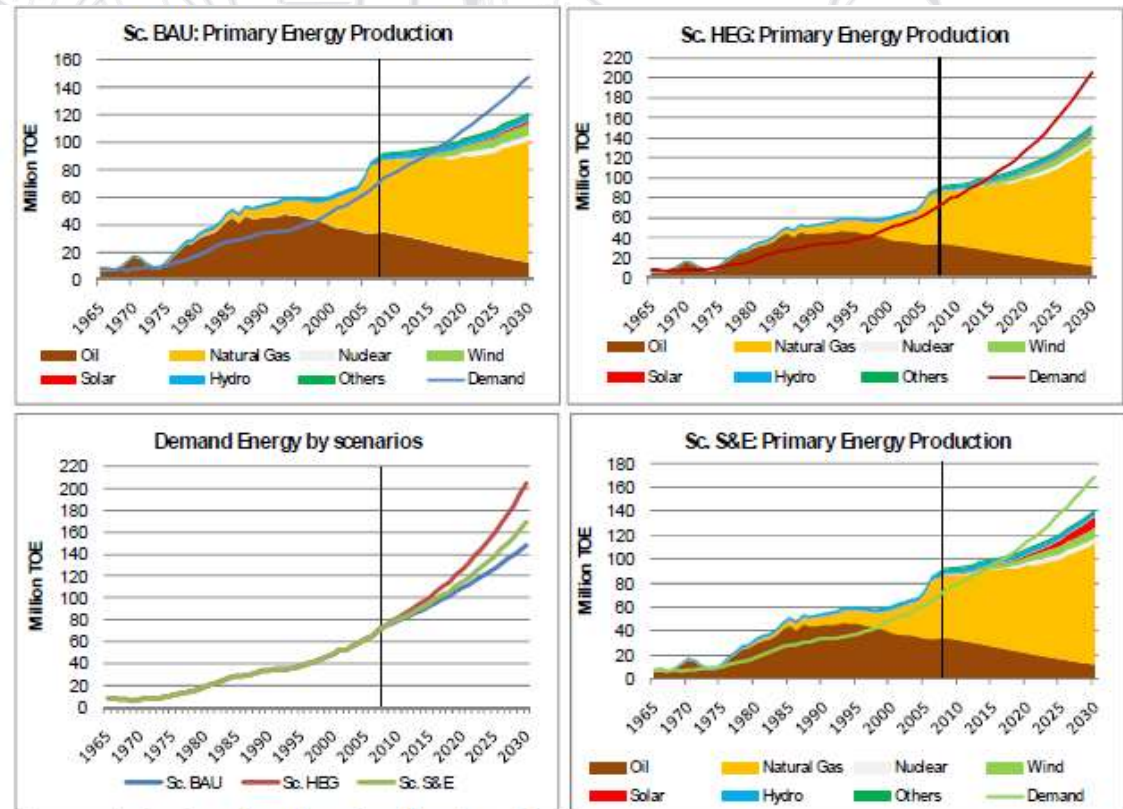 Sc. BAU: Primary Energy Production
Million TOE
160
140
120
100
80
60
40
20
0
1965 1970 1975 1980 1985 1990 1995 2000 2005 2010 2015 2020 2025 2030
Oil Natural Gas Nuclear Wind
Solar Hydro Others Demand
Sc. HEG: Primary Energy Production
Million TOE
220
200
180
160
140
120
100
80
60
40
20
0
1965 1970 1975 1980 1985 1990 1995 2000 2005 2010 2015 2020 2025 2030
Oil Natural Gas Nuclear Wind
Solar Hydro Others Demand
Demand Energy by scenarios
Million TOE
220
200
180
160
140
120
100
80
60
40
20
0
1965 1970 1975 1980 1985 1990 1995 2000 2005 2010 2015 2020 2025 2030
Sc. BAU Sc. HEG Sc. S&E
Sc. S&E: Primary Energy Production
Million TOE
180
160
140
120
100
80
60
40
20
0
1965 1970 1975 1980 1985 1990 1995 2000 2005 2010 2015 2020 2025 2030
Oil Natural Gas Nuclear Wind
Solar Hydro Others Demand